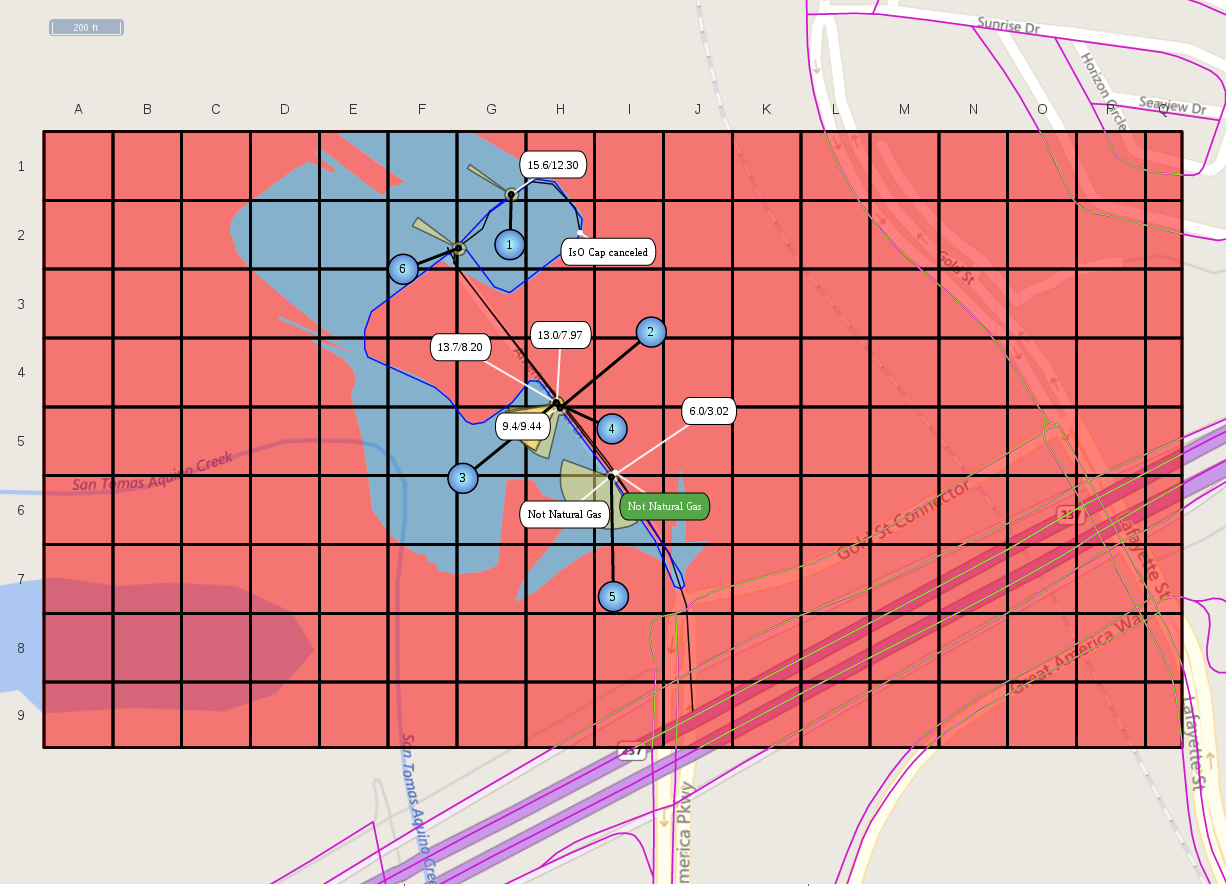 200 ft
Sunrise Dr
Horizon Circle
Seaview Dr
A B C D E F G H I J K L M N O P Q
1
15.6/12.30
2
1
IsO Cap canceled
6
Gold St
3
13.0/7.97
2
13.7/8.20
4
6.0/3.02
9.4/9.44
4
5
San Tomas Aquino Creek
3
6
Not Natural Gas
Not Natural Gas
Gold St Connector
237
Lafayette St
7
5
8
Great America Way
9
237
Lafayette St
San Tomas Aquino Creek
merica Pkwy